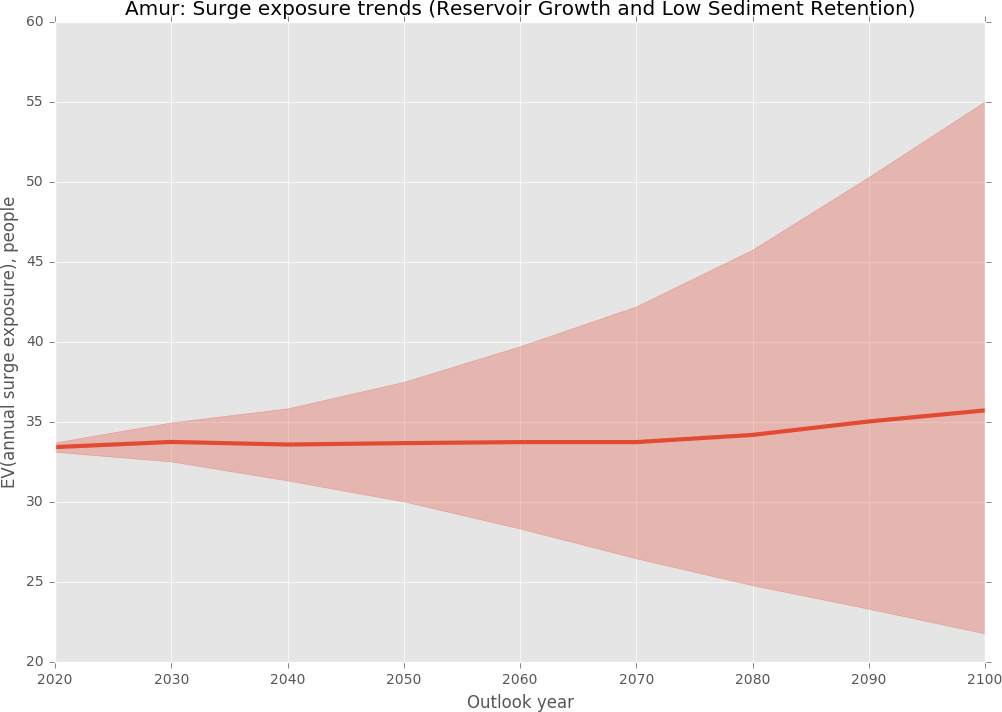 Amur: Surge exposure trends (Reservoir Growth and Low Sediment Retention)
EV(annual surge exposure), people
60
55
50
45
40
35
30
25
20
2020 2030 2040 2050 2060 2070 2080 2090 2100
Outlook year